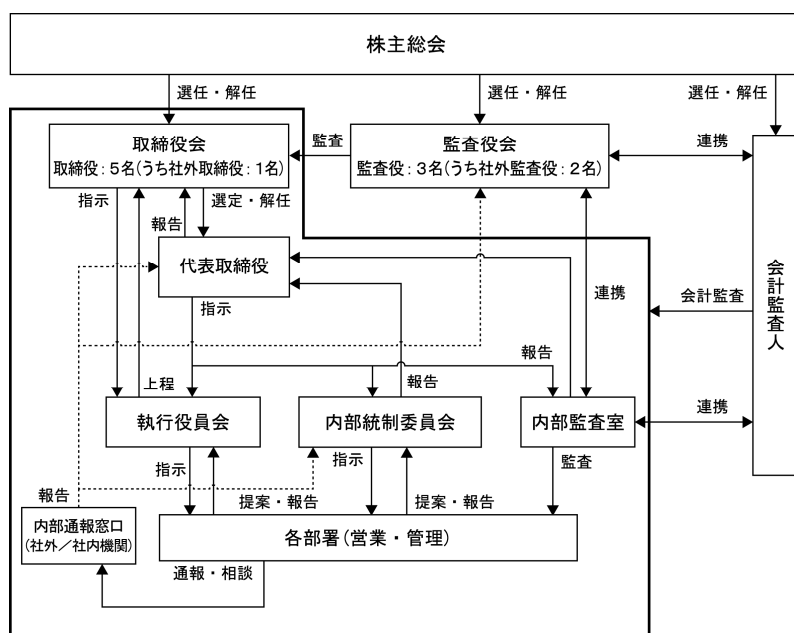 株主総会
選任・解任
選任・解任
選任・解任
取締役会
取締役：5名(うち社外取締役：1名)
監査
監査役会
監査役：3名(うち社外監査役：2名)
連携
指示
選定・解任
報告
代表取締役
指示
連携
会計監査
会計監査人
上程
報告
報告
執行役員会
内部統制委員会
内部監査室
連携
指示
指示
監査
報告
提案・報告
提案・報告
内部通報窓口
(社外／社内機関)
各部署(営業・管理)
通報・相談